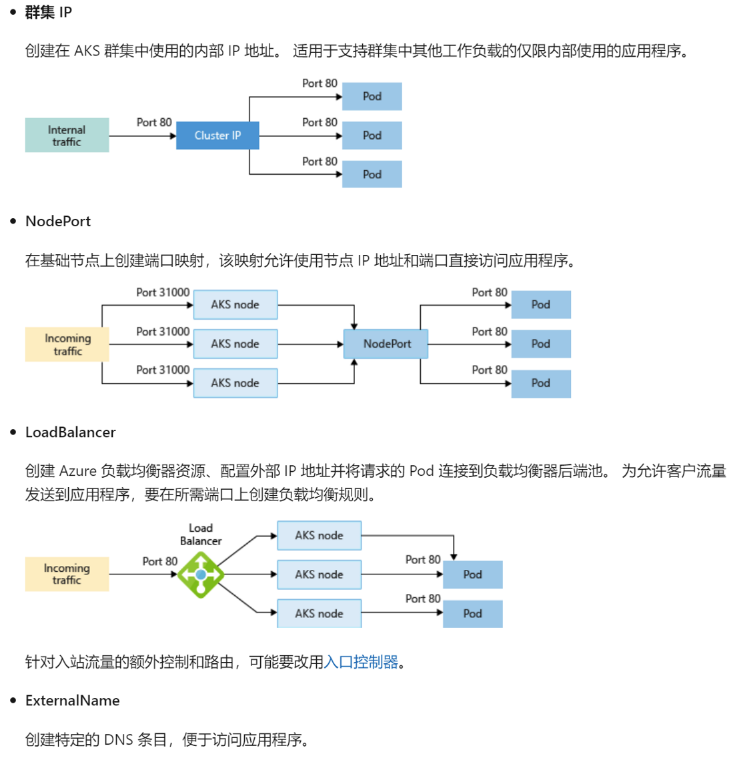 • 群集 IP
创建在 AKS 群集中使用的内部 IP 地址。 适用于支持群集中其他工作负载的仅限内部使用的应用程序。
Port 80
Pod
Internal
traffic
Port 80
Cluster IP
Port 80
Pod
Port 80
Pod
• NodePort
在基础节点上创建端口映射，该映射允许使用节点 IP 地址和端口直接访问应用程序。
Port 31000
AKS node
Port 80
Pod
Incoming
traffic
Port 31000
AKS node
NodePort
Port 80
Pod
Port 31000
AKS node
Port 80
Pod
• LoadBalancer
创建 Azure 负载均衡器资源、配置外部 IP 地址并将请求的 Pod 连接到负载均衡器后端池。 为允许客户流量
发送到应用程序，要在所需端口上创建负载均衡规则。
Load
Balancer
AKS node
Incoming
traffic
Port 80
AKS node
Port 80
Pod
AKS node
Port 80
Pod
针对入站流量的额外控制和路由，可能要改用入口控制器。
• ExternalName
创建特定的 DNS 条目，便于访问应用程序。